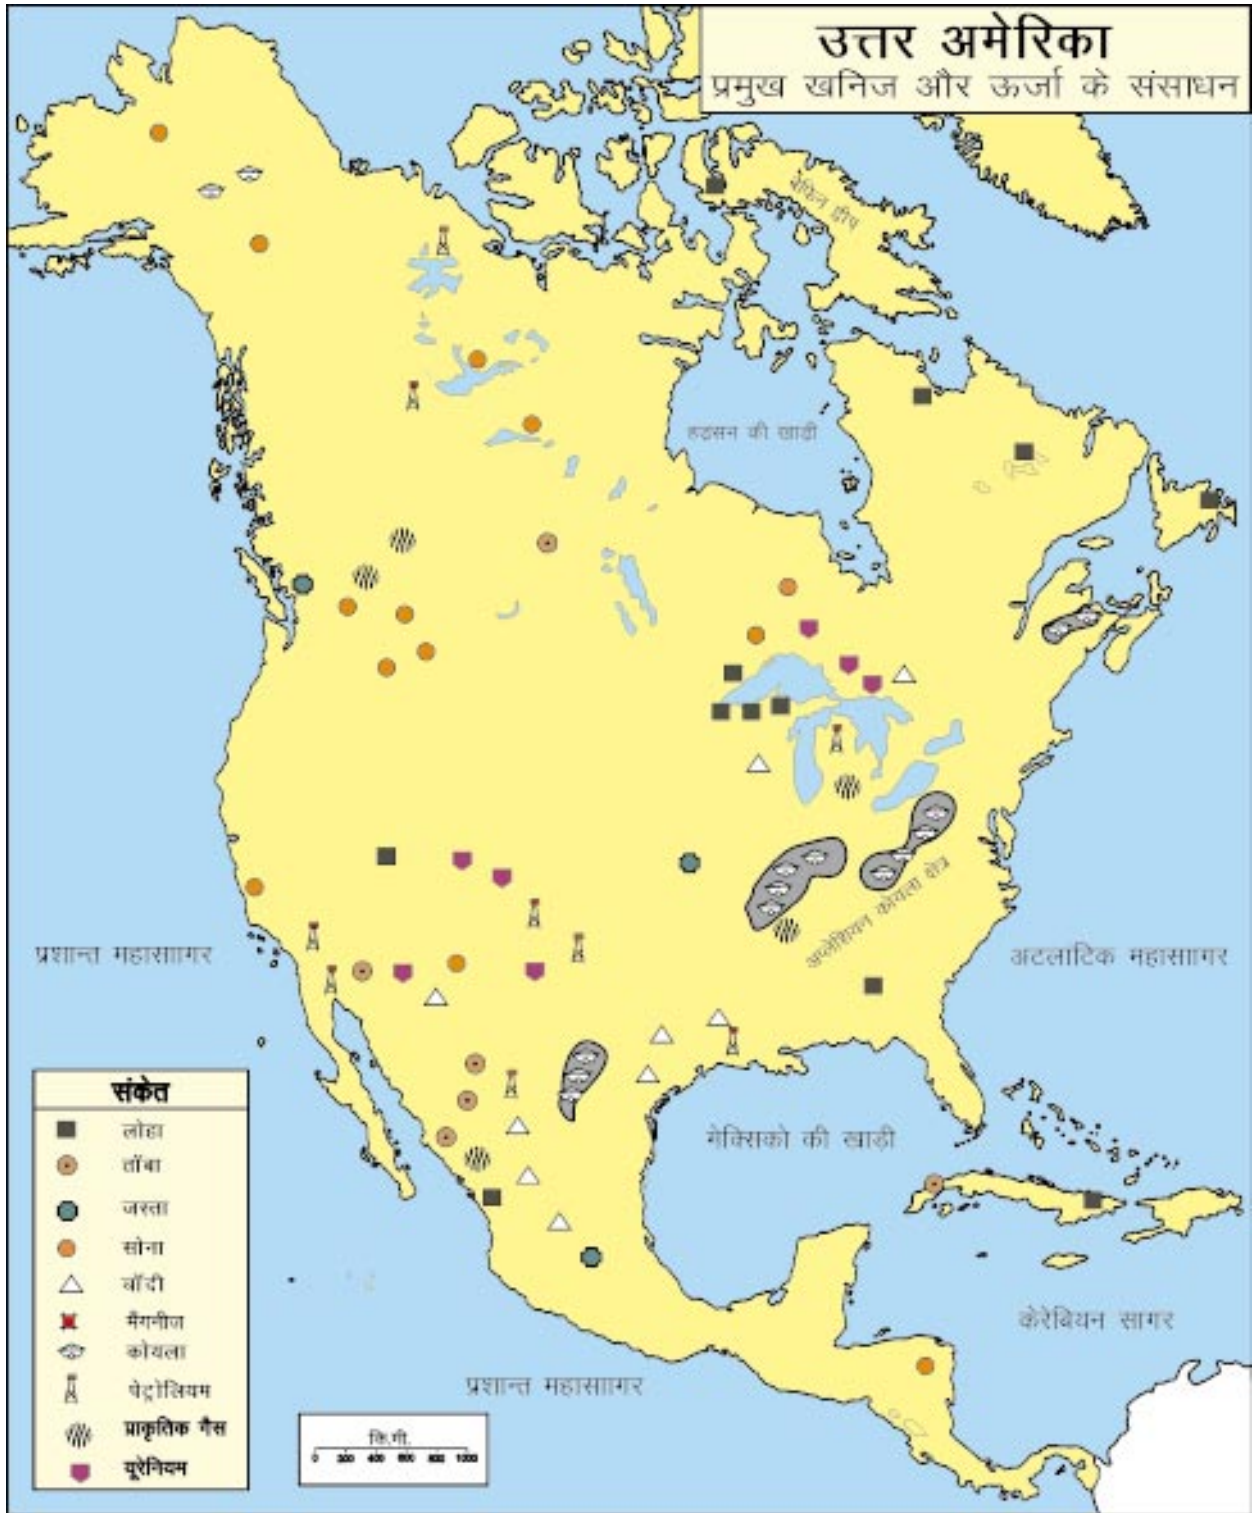 उत्तर अमेरिका
प्रमुख खनिज और ऊर्जा के संसाधन
बेफिन द्वीप
हडसन की खाड़ी
अप्लेशियन कोयला क्षेत्र
प्रशान्त महासाागर
अटलाटिक महासाागर
मेक्सिको की खाड़ी
केरेबियन सागर
प्रशान्त महासाागर
संकेत
लोहा
ताँबा
जस्ता
सोना
चाँदी
मैंगनीज
कोयला
पेट्रोलियम
प्राकृतिक गैस
यूरेनियम
कि.मी.
0 200 400 600 800 1000